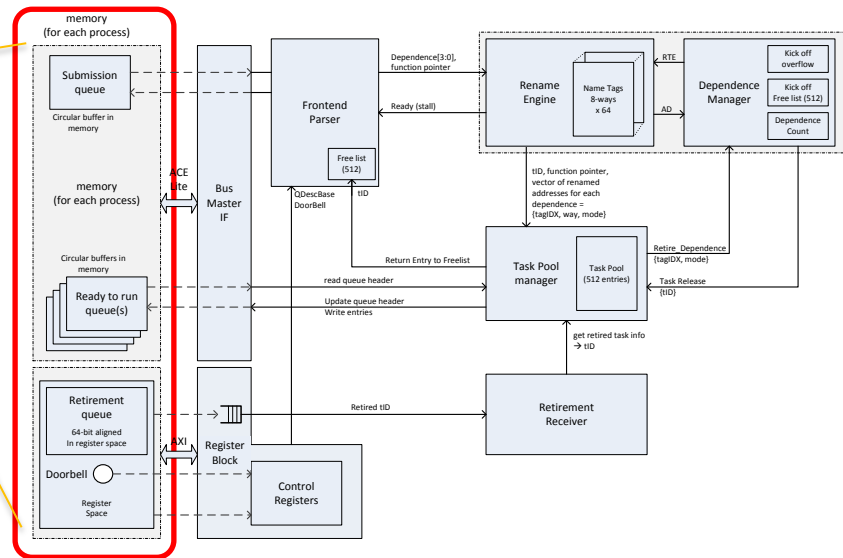 memory
(for each process)
Submission
queue
Circular buffer in
memory
memory
(for each process)
Circular buffers in
memory
Ready to run
queue(s)
ACE
Lite
Bus
Master
IF
Frontend
Parser
Free list
(512)
Dependence[3:0],
function pointer
Ready (stall)
Rename
Engine
Name Tags
8-ways
x 64
RTE
AD
Dependence
Manager
Kick off
overflow
Kick off
Free list (512)
Dependence
Count
QDescBase
DoorBell
tID
tID, function pointer,
vector of renamed
addresses for each
dependence =
{tagIDX, way, mode}
Return Entry to Freelist
Task Pool
manager
Task Pool
(512 entries)
Retire_Dependence
{tagIDX, mode}
Task Release
{tID}
read queue header
Update queue header
Write entries
get retired task info
→ tID
Retirement
queue
64-bit aligned
In register space
Doorbell
Register
Space
AXI
Register
Block
Control
Registers
Retired tID
Retirement
Receiver